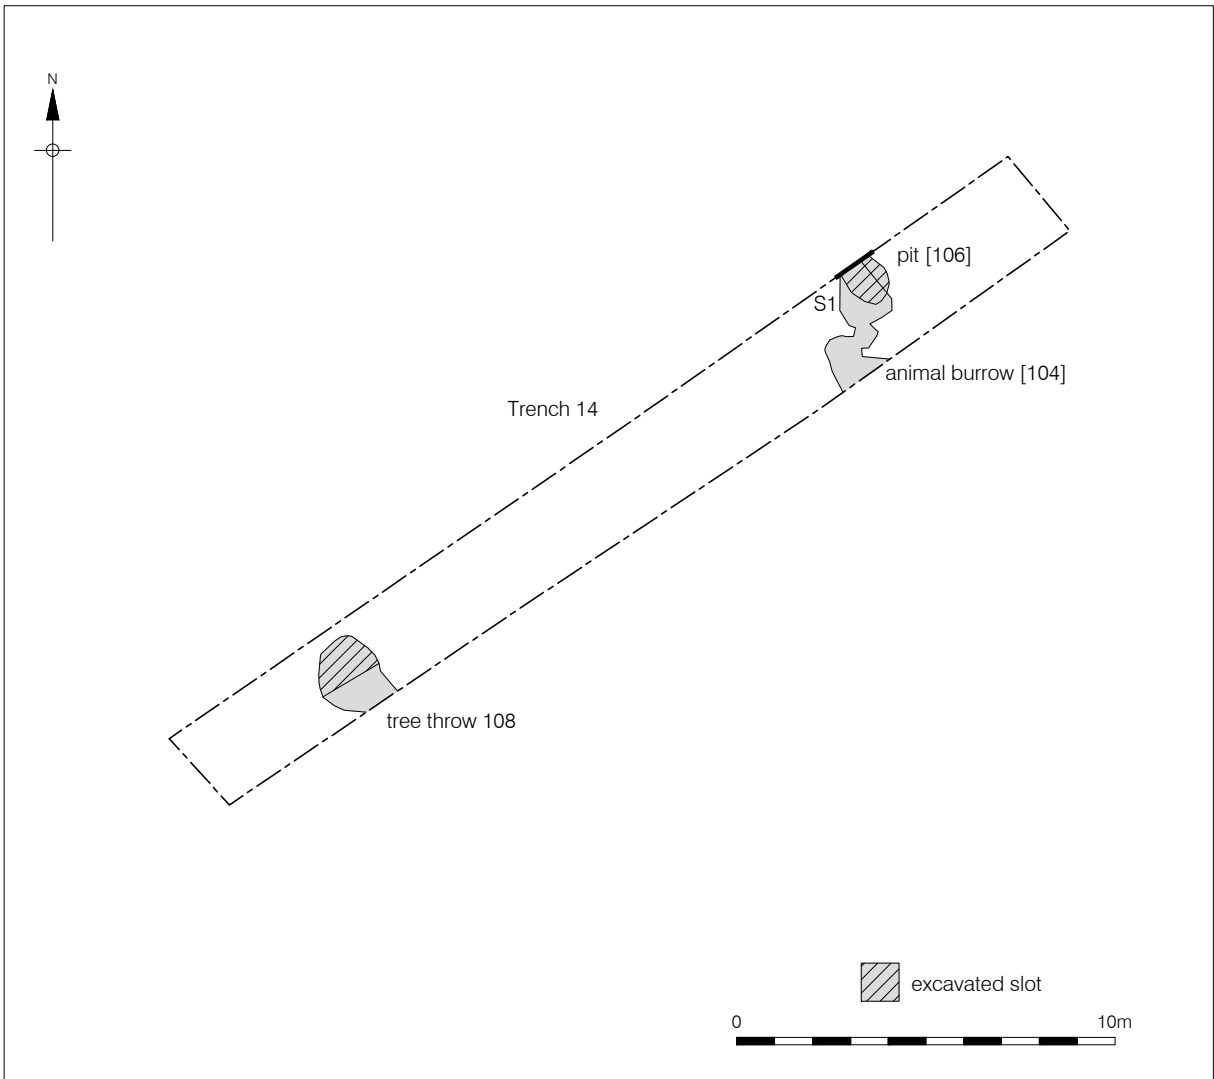 N
pit [106]
S1
animal burrow [104]
Trench 14
tree throw 108
excavated slot
0 10m